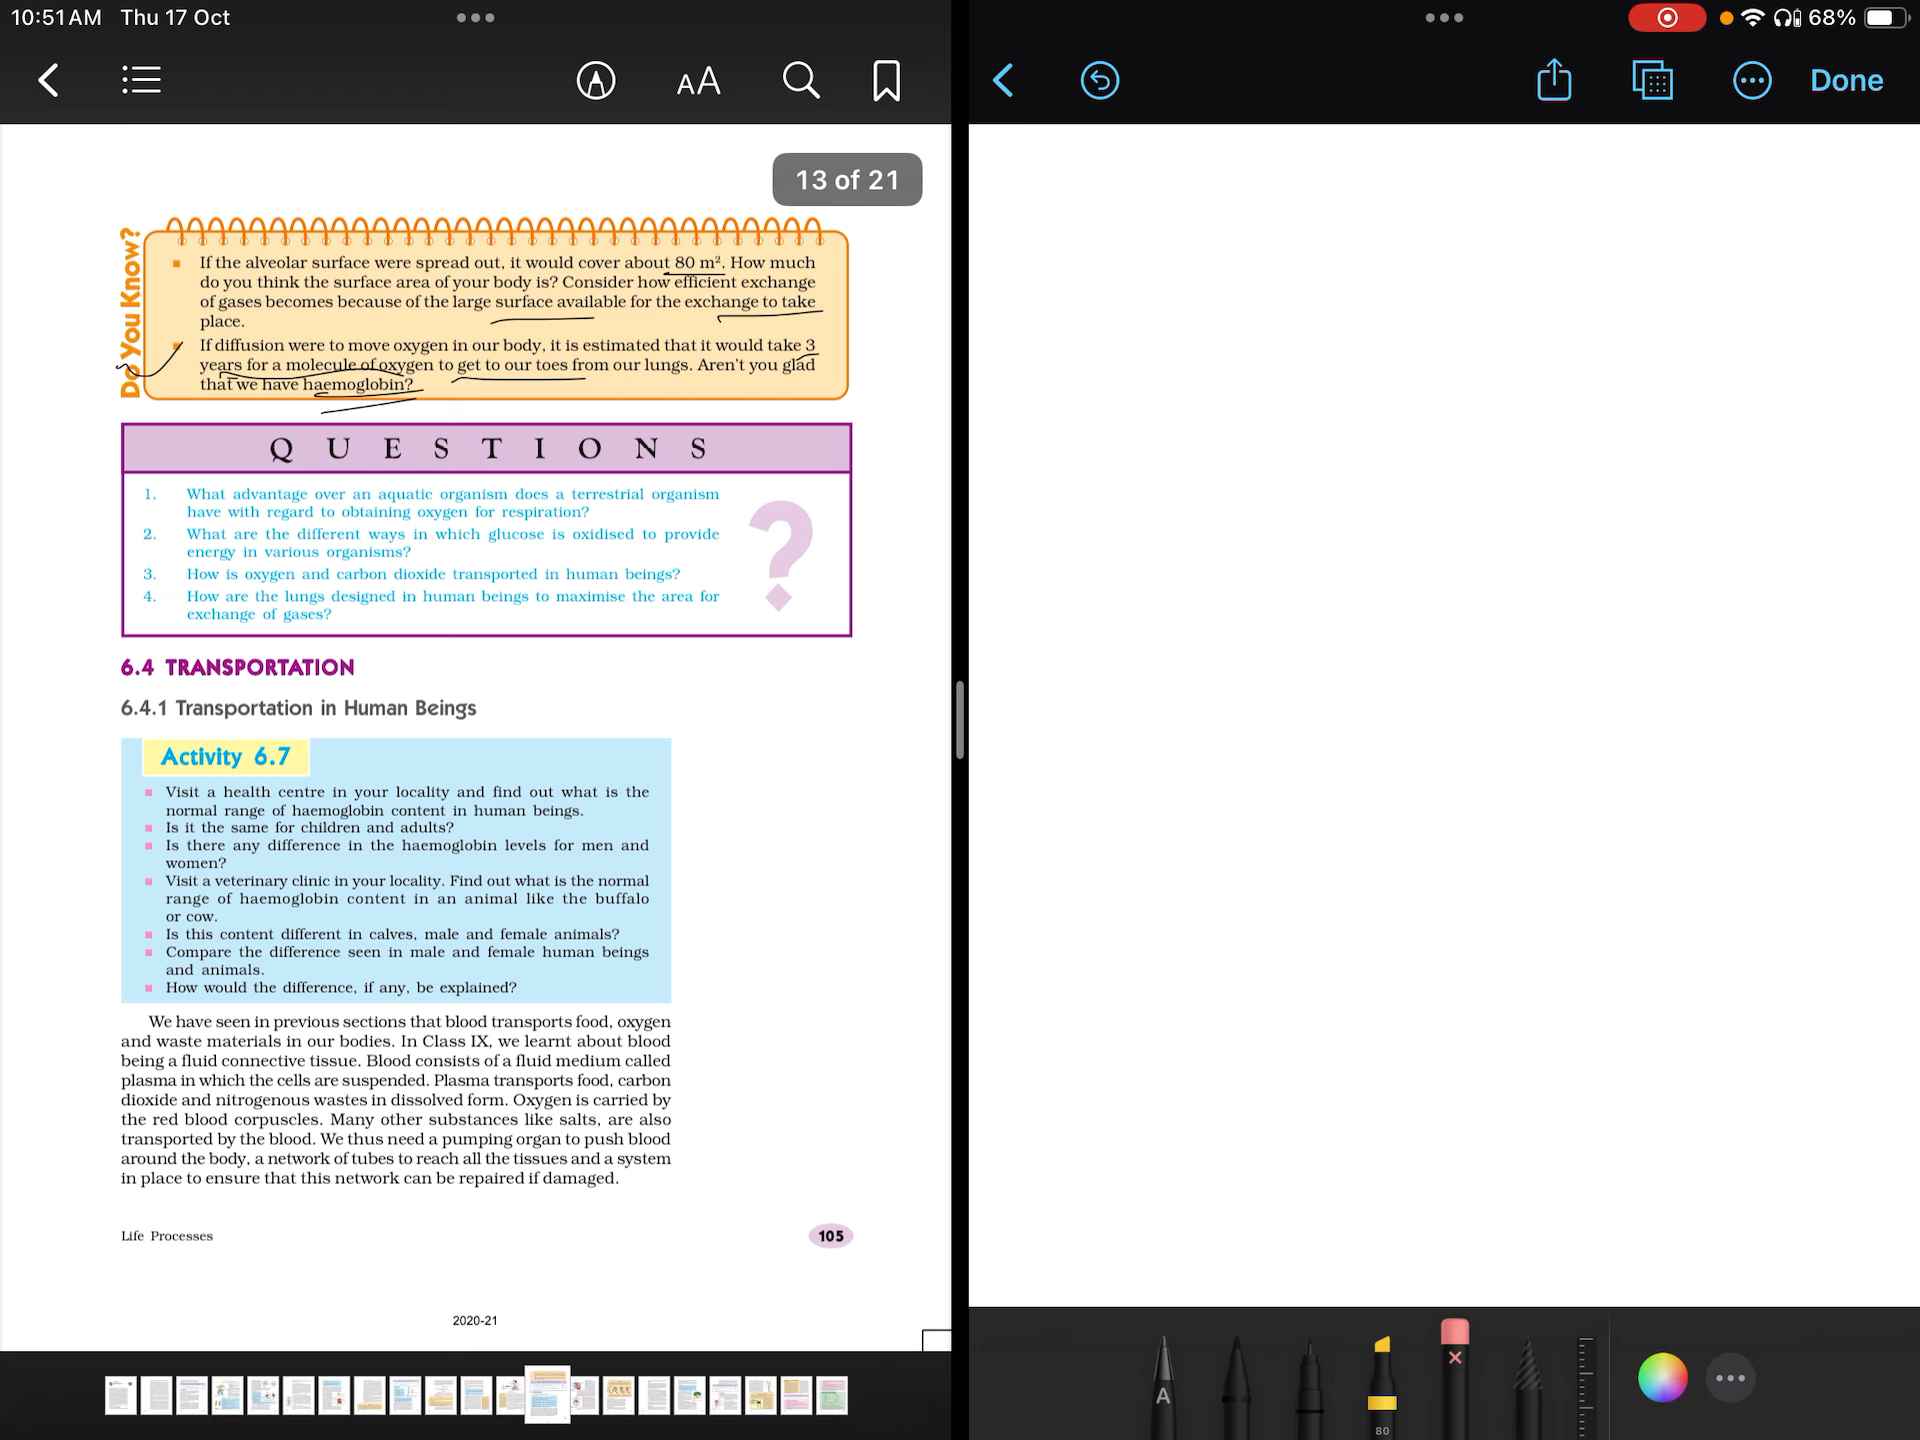 10:51 AM Thu 17 Oct
68%
AA
Done
13 of 21
Do You Know?
If the alveolar surface were spread out, it would cover about 80 m². How much
do you think the surface area of your body is? Consider how efficient exchange
of gases becomes because of the large surface available for the exchange to take
place.
If diffusion were to move oxygen in our body, it is estimated that it would take 3
years for a molecule of oxygen to get to our toes from our lungs. Aren't you glad
that we have haemoglobin?
QUESTIONS
1. What advantage over an aquatic organism does a terrestrial organism
have with regard to obtaining oxygen for respiration?
2. What are the different ways in which glucose is oxidised to provide
energy in various organisms?
3. How is oxygen and carbon dioxide transported in human beings?
4. How are the lungs designed in human beings to maximise the area for
exchange of gases?
?
6.4 TRANSPORTATION
6.4.1 Transportation in Human Beings
Activity 6.7
Visit a health centre in your locality and find out what is the
normal range of haemoglobin content in human beings.
Is it the same for children and adults?
Is there any difference in the haemoglobin levels for men and
women?
Visit a veterinary clinic in your locality. Find out what is the normal
range of haemoglobin content in an animal like the buffalo
or cow.
Is this content different in calves, male and female animals?
Compare the difference seen in male and female human beings
and animals.
How would the difference, if any, be explained?
We have seen in previous sections that blood transports food, oxygen
and waste materials in our bodies. In Class IX, we learnt about blood
being a fluid connective tissue. Blood consists of a fluid medium called
plasma in which the cells are suspended. Plasma transports food, carbon
dioxide and nitrogenous wastes in dissolved form. Oxygen is carried by
the red blood corpuscles. Many other substances like salts, are also
transported by the blood. We thus need a pumping organ to push blood
around the body, a network of tubes to reach all the tissues and a system
in place to ensure that this network can be repaired if damaged.
Life Processes
105
2020-21
A
80